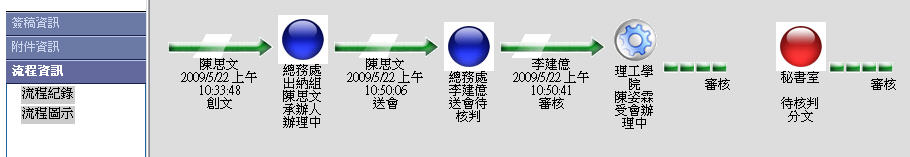 簽稿資訊
附件資訊
流程資訊
流程紀錄
流程圖示
陳思文
2009/5/22 上午
10:33:48
創文
總務處
出納組
陳思文
承辦人
辦理中
陳思文
2009/5/22 上午
10:50:06
送會
總務處
李建億
送會待
核判
李建億
2009/5/22 上午
10:50:41
審核
理工學
院
陳姿霖
受會辦
理中
審核
秘書室
待核判
分文
審核